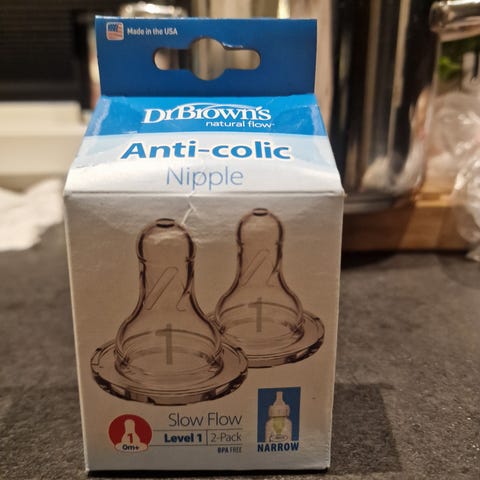 Made in the USA
Dr Brown's
natural flow
Anti-colic
Nipple
1 1
1
0m+
Slow Flow
Level 1 2-Pack
BPA FREE
NARROW